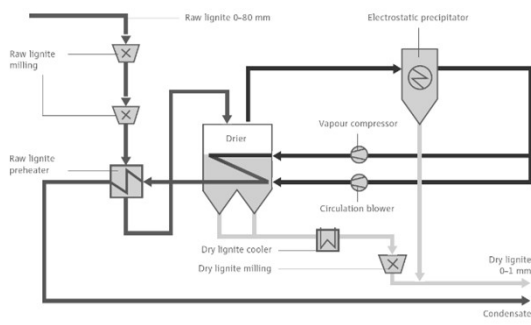 Raw lignite 0–80 mm
Electrostatic precipitator
Raw lignite
milling
Vapour compressor
Drier
Raw lignite
preheater
Circulation blower
Dry lignite cooler
Dry lignite milling
Dry lignite
0–1 mm
Condensate